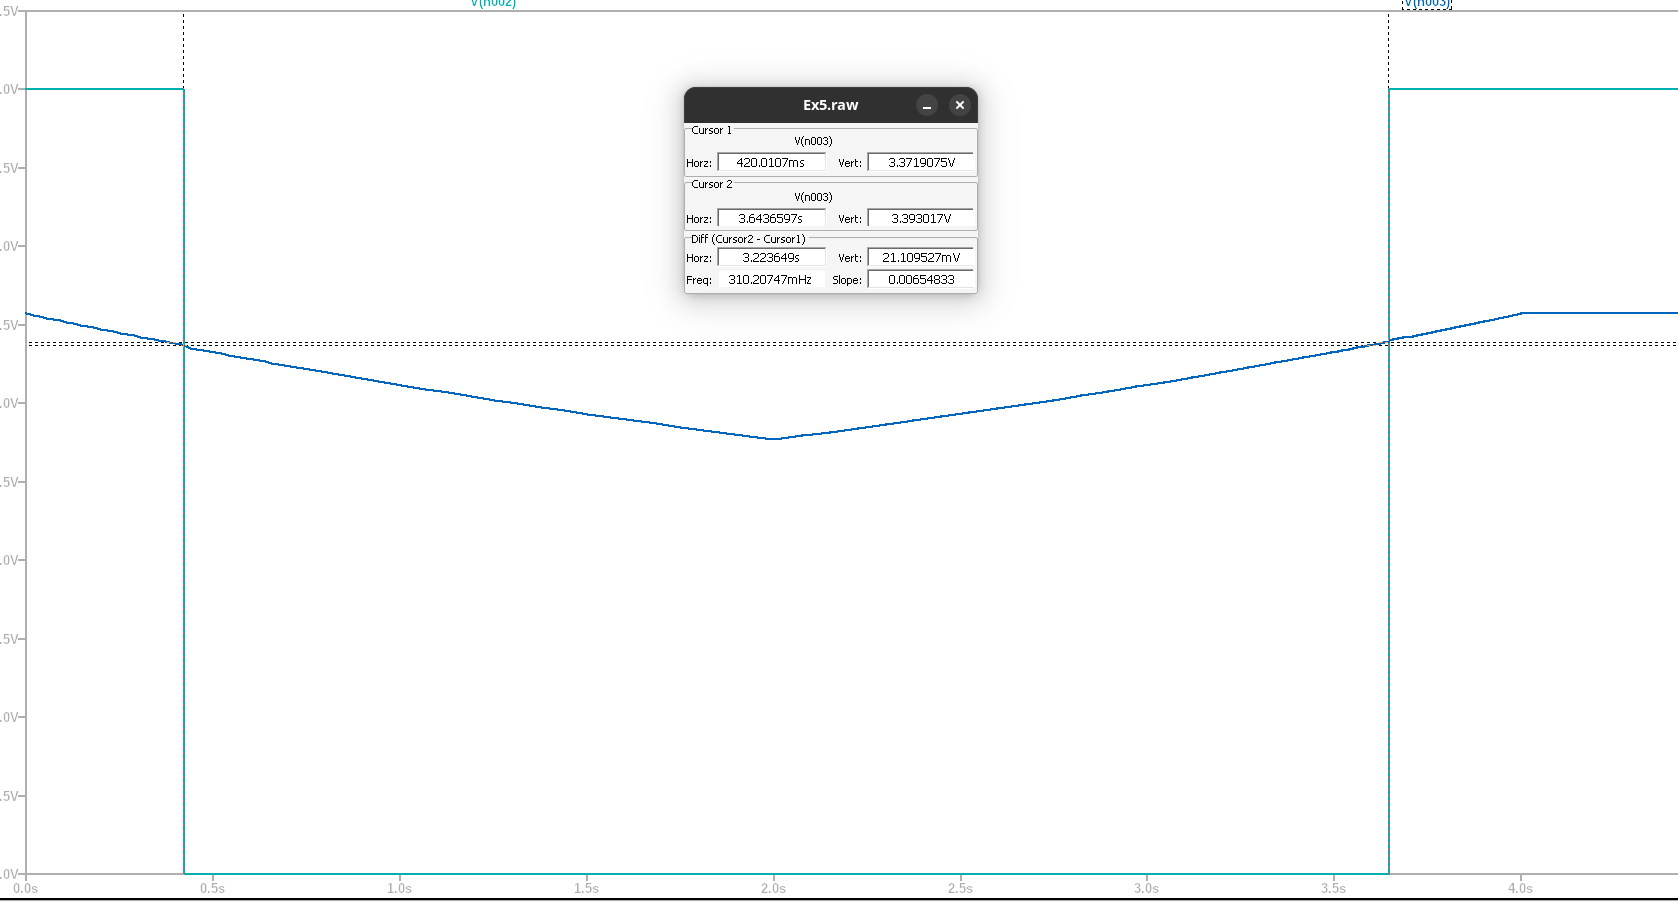 V(n002) V(n003)
.5V
.0V
.5V
.0V
.5V
.0V
.5V
.0V
.5V
.0V
.5V
.0V
Ex5.raw
Cursor 1
V(n003)
Horz: 420.0107ms Vert: 3.3719075V
Cursor 2
V(n003)
Horz: 3.6436597s Vert: 3.393017V
Diff (Cursor2 - Cursor1)
Horz: 3.223649s Vert: 21.109527mV
Freq: 310.20747mHz Slope: 0.00654833
0.0s 0.5s 1.0s 1.5s 2.0s 2.5s 3.0s 3.5s 4.0s